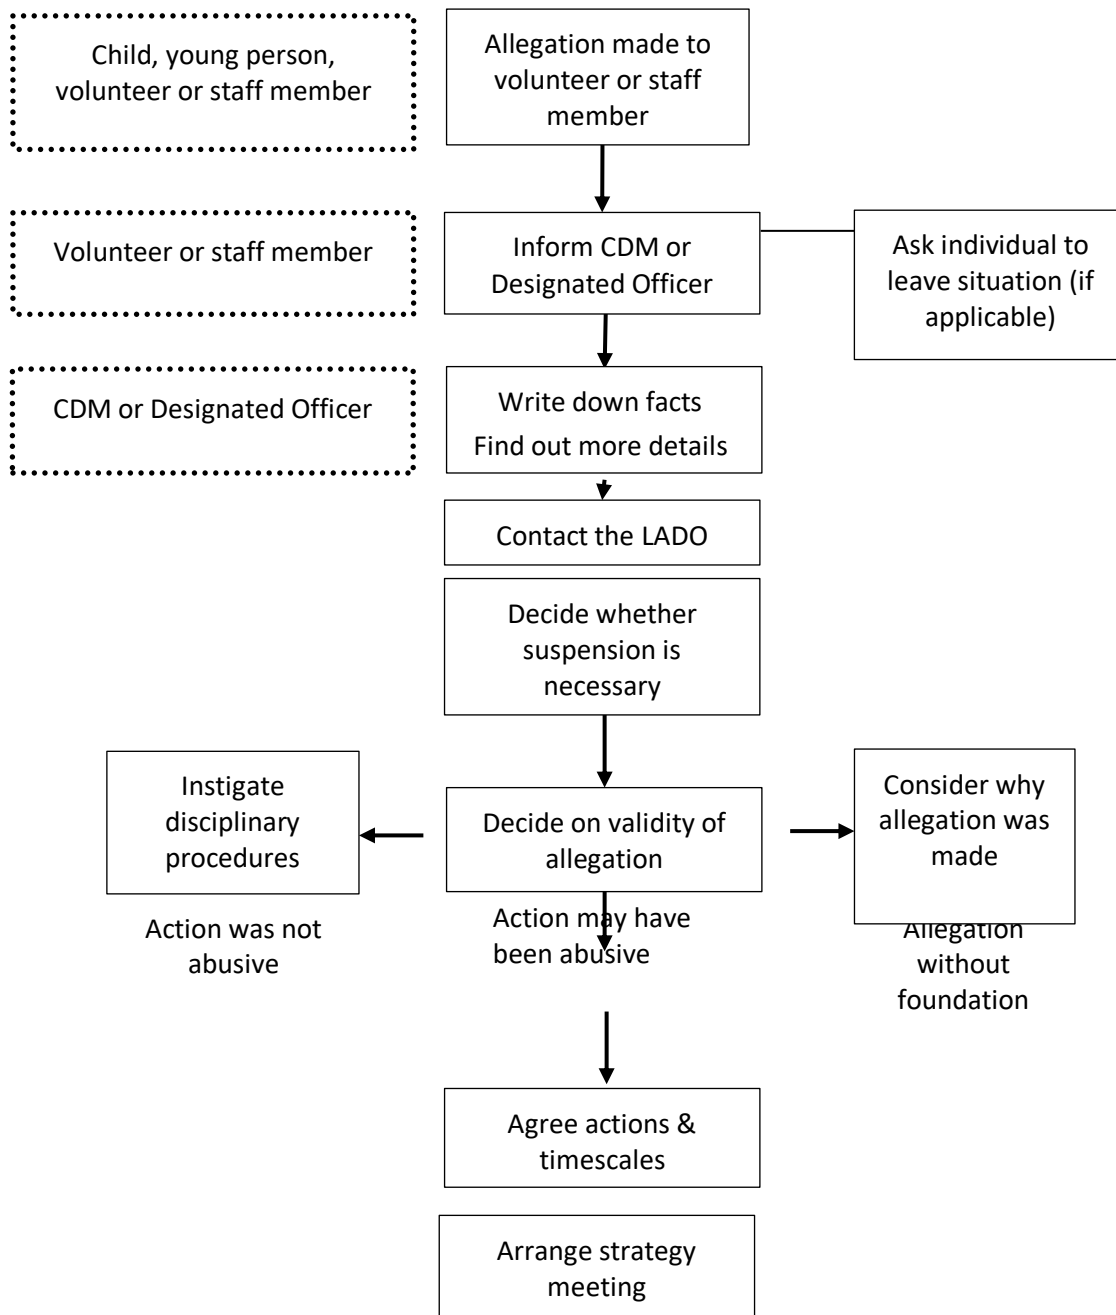 Child, young person,
volunteer or staff member
Allegation made to
volunteer or staff
member
Volunteer or staff member
Inform CDM or
Designated Officer
Ask individual to
leave situation (if
applicable)
CDM or Designated Officer
Write down facts
Find out more details
Contact the LADO
Decide whether
suspension is
necessary
Instigate
disciplinary
procedures
Decide on validity of
allegation
Consider why
allegation was
made
Action was not
abusive
Action may have
been abusive
Allegation
without
foundation
Agree actions &
timescales
Arrange strategy
meeting